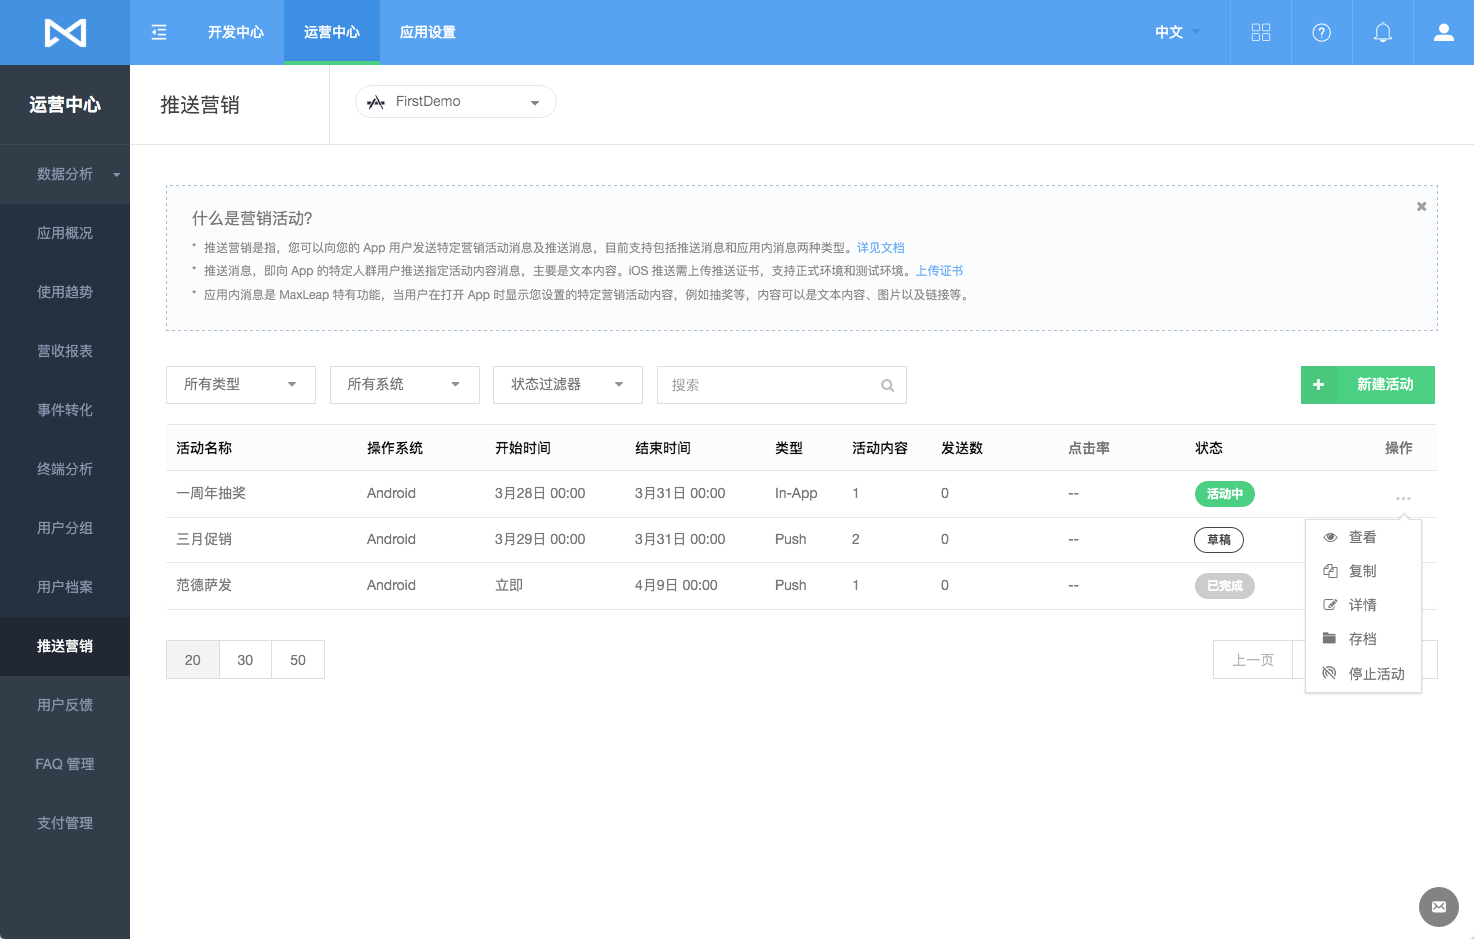 开发中心 运营中心 应用设置 中文
运营中心
推送营销 FirstDemo
数据分析
应用概况
使用趋势
营收报表
事件转化
终端分析
用户分组
用户档案
推送营销
用户反馈
FAQ 管理
支付管理
什么是营销活动?
* 推送营销是指，您可以向您的 App 用户发送特定营销活动消息及推送消息，目前支持包括推送消息和应用内消息两种类型。详见文档
* 推送消息，即向 App 的特定人群用户推送指定活动内容消息，主要是文本内容。iOS 推送需上传推送证书，支持正式环境和测试环境。上传证书
* 应用内消息是 MaxLeap 特有功能，当用户在打开 App 时显示您设置的特定营销活动内容，例如抽奖等，内容可以是文本内容、图片以及链接等。
所有类型 所有系统 状态过滤器 搜索 新建活动
活动名称 操作系统 开始时间 结束时间 类型 活动内容 发送数 点击率 状态 操作
一周年抽奖 Android 3月28日 00:00 3月31日 00:00 In-App 1 0 -- 活动中 ...
三月促销 Android 3月29日 00:00 3月31日 00:00 Push 2 0 -- 草稿
范德萨发 Android 立即 4月9日 00:00 Push 1 0 -- 已完成
查看
复制
详情
存档
停止活动
20 30 50 上一页